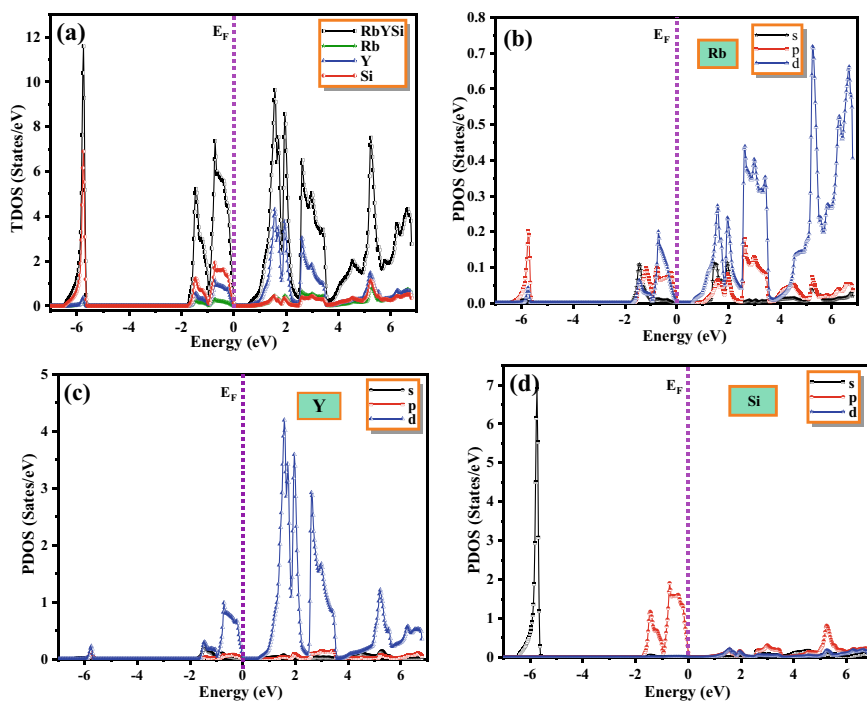 (a)
E_F
RbYSi
Rb
Y
Si
TDOS (States/eV)
12
10
8
6
4
2
0
-6 -4 -2 0 2 4 6
Energy (eV)
(b)
E_F
Rb
s
p
d
PDOS (States/eV)
0.8
0.7
0.6
0.5
0.4
0.3
0.2
0.1
0.0
-6 -4 -2 0 2 4 6
Energy (eV)
(c)
E_F
Y
s
p
d
PDOS (Sates/eV)
5
4
3
2
1
0
-6 -4 -2 0 2 4 6
Energy (eV)
(d)
E_F
Si
s
p
d
PDOS (States/eV)
7
6
5
4
3
2
1
0
-6 -4 -2 0 2 4 6
Energy (eV)